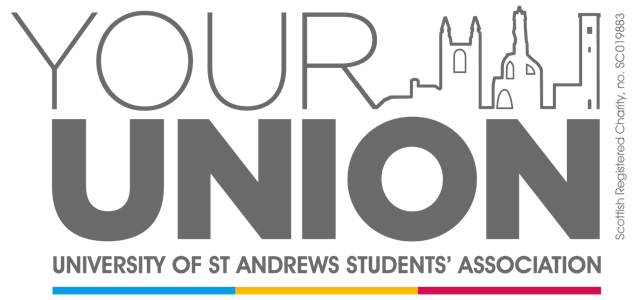 YOUR
UNION
UNIVERSITY OF ST ANDREWS STUDENTS' ASSOCIATION
Scottish Registered Charity, no. SC019883